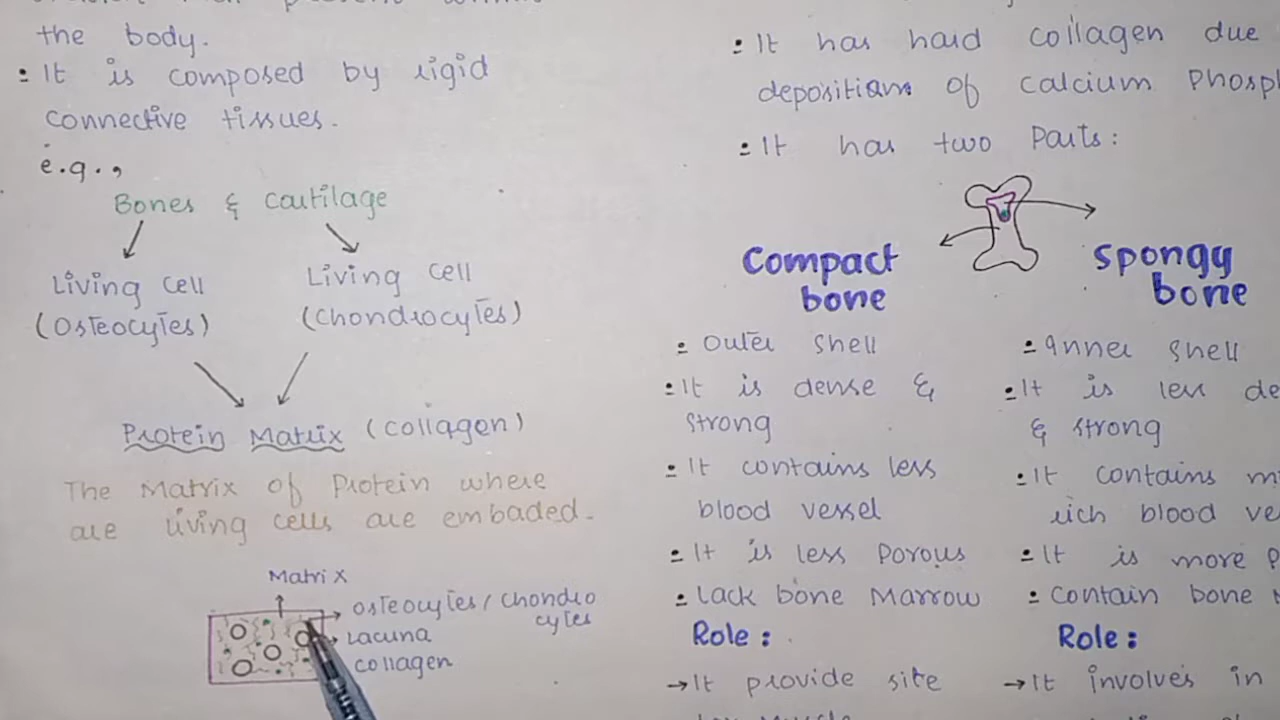 the body.
: It is composed by rigid
connective tissues.
e.g.,
Bones & Cartilage
Living Cell
(Osteocytes)
Living Cell
(Chondrocytes)
Protein Matrix (Collagen)
The Matrix of Protein where
are living cells are embaded.
Matrix
Osteocytes / Chondro
cytes
Lacuna
Collagen
: It has hard collagen due
deposition of calcium Phosph
: It has two Parts:
Compact
bone
: Outer Shell
: It is dense &
strong
: It contains less
blood vessel
: It is less Porous
: Lack bone Marrow
Role :
→ It provide site
Spongy
bone
: Inner Shell
: It is less de
& strong
: It contains m
rich blood ve
: It is more P
: Contain bone
Role :
→ It involves in